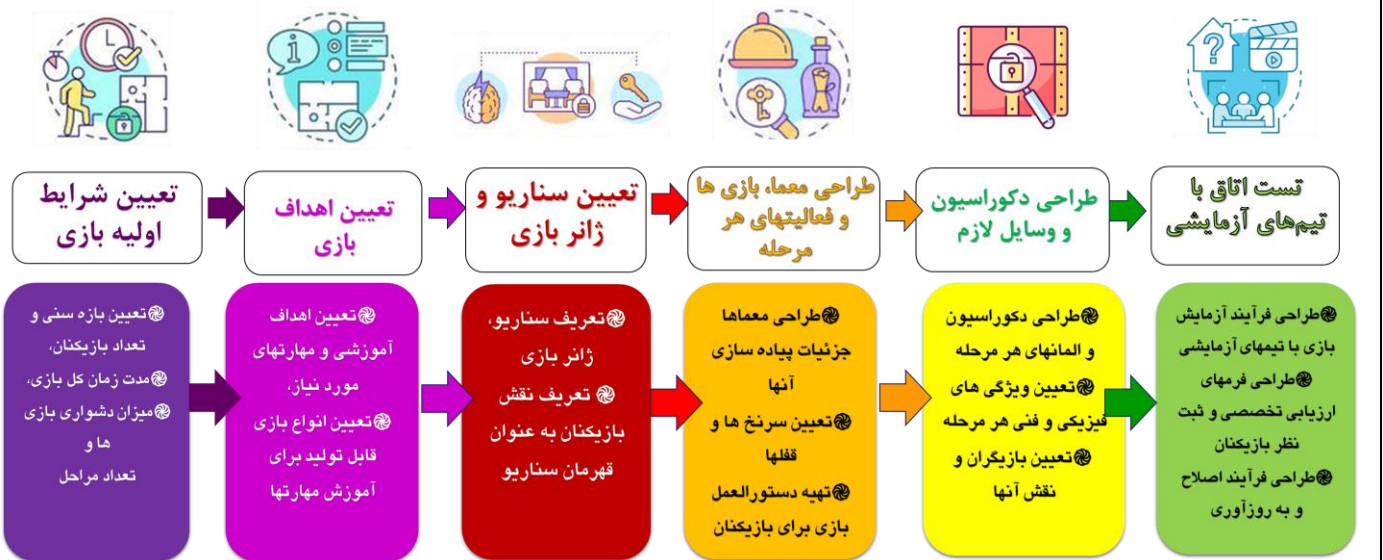 تعیین شرایط
اولیه بازی
تعیین اهداف
بازی
تعیین سناریو و
ژانر بازی
طراحی معما، بازی ها
و فعالیتهای هر
مرحله
طراحی دکوراسیون
و وسایل لازم
تست اتاق با
تیم‌های آزمایشی
تعیین بازه سنی و
تعداد بازیکنان،
مدت زمان کل بازی،
میزان دشواری بازی
ها و
تعداد مراحل
تعیین اهداف
آموزشی و مهارتهای
مورد نیاز،
تعیین انواع بازی
قابل تولید برای
آموزش مهارتها
تعریف سناریو،
ژانر بازی
تعریف نقش
بازیکنان به عنوان
قهرمان سناریو
طراحی معماها
جزئیات پیاده سازی
آنها
تعیین سرنخ ها و
قفلها
تهیه دستورالعمل
بازی برای بازیکنان
طراحی دکوراسیون
و المانهای هر مرحله
تعیین ویژگی های
فیزیکی و فنی هر مرحله
تعیین بازیگران و
نقش آنها
طراحی فرآیند آزمایش
بازی با تیمهای آزمایشی
طراحی فرمهای
ارزیابی تخصصی و ثبت
نظر بازیکنان
طراحی فرآیند اصلاح
و به روزآوری